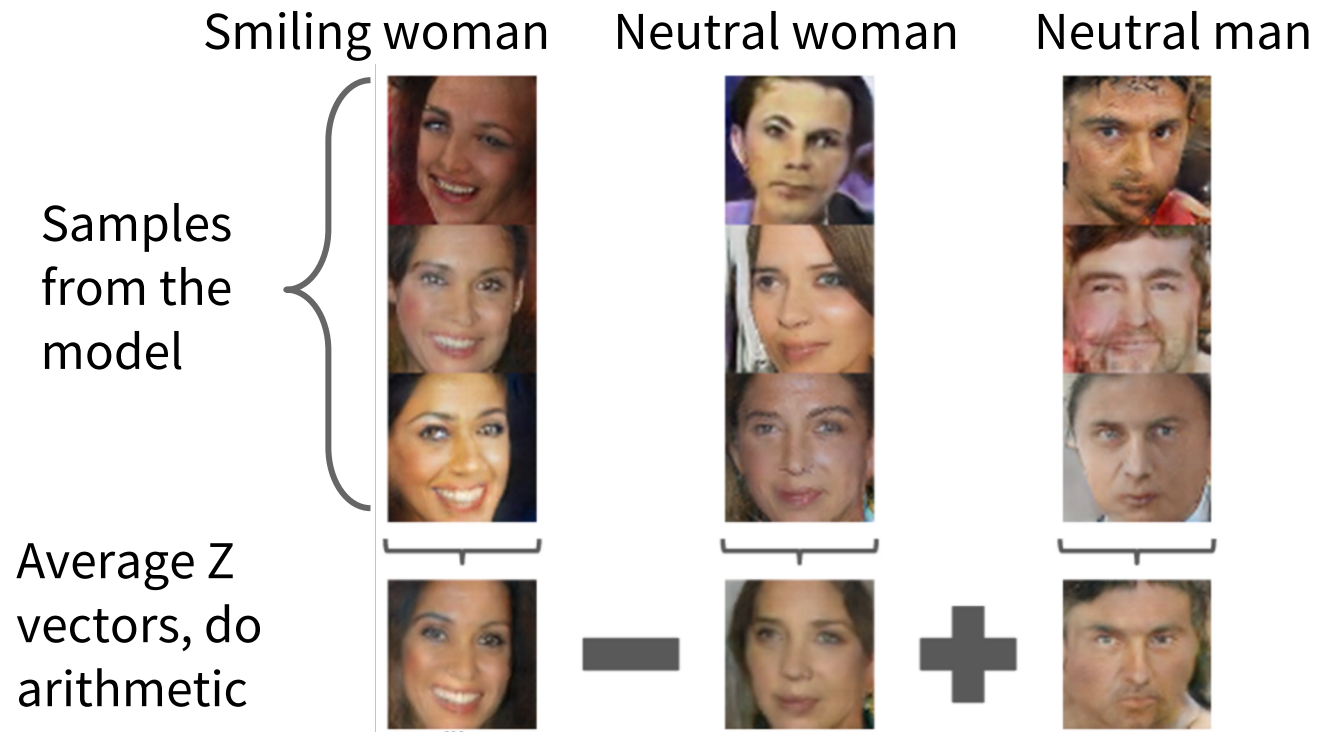 Smiling woman
Neutral woman
Neutral man
Samples
from the
model
Average Z
vectors, do
arithmetic